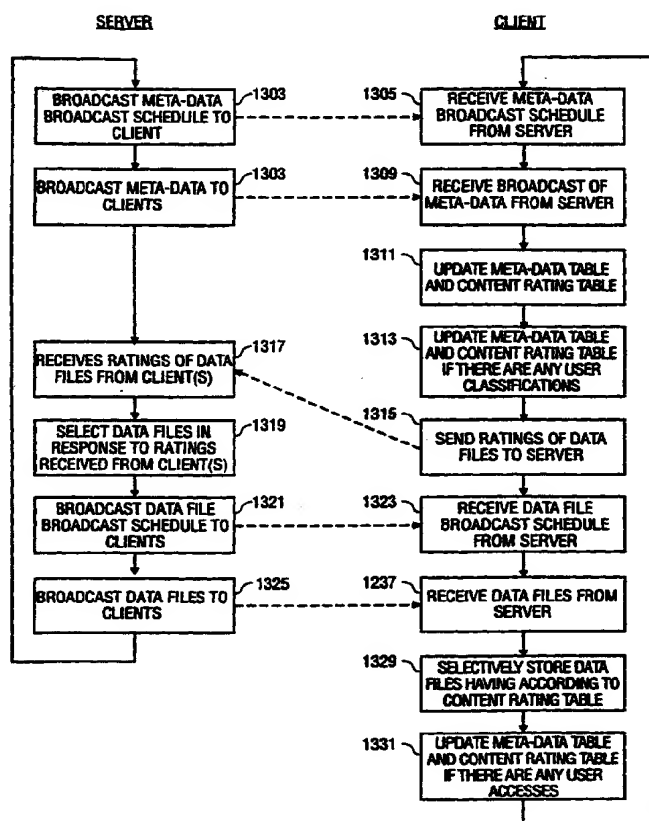 SERVER
CLIENT
1303
BROADCAST META-DATA
BROADCAST SCHEDULE TO
CLIENT
1305
RECEIVE META-DATA
BROADCAST SCHEDULE
FROM SERVER
1303
BROADCAST META-DATA TO
CLIENTS
1309
RECEIVE BROADCAST OF
META-DATA FROM SERVER
1311
UPDATE META-DATA TABLE
AND CONTENT RATING TABLE
1313
UPDATE META-DATA TABLE
AND CONTENT RATING TABLE
IF THERE ARE ANY USER
CLASSIFICATIONS
1317
RECEIVES RATINGS OF DATA
FILES FROM CLIENT(S)
1315
SEND RATINGS OF DATA
FILES TO SERVER
1319
SELECT DATA FILES IN
RESPONSE TO RATINGS
RECEIVED FROM CLIENT(S)
1321
BROADCAST DATA FILE
BROADCAST SCHEDULE TO
CLIENTS
1323
RECEIVE DATA FILE
BROADCAST SCHEDULE
FROM SERVER
1325
BROADCAST DATA FILES TO
CLIENTS
1237
RECEIVE DATA FILES FROM
SERVER
1329
SELECTIVELY STORE DATA
FILES HAVING ACCORDING TO
CONTENT RATING TABLE
1331
UPDATE META-DATA TABLE
AND CONTENT RATING TABLE
IF THERE ARE ANY USER
ACCESSES